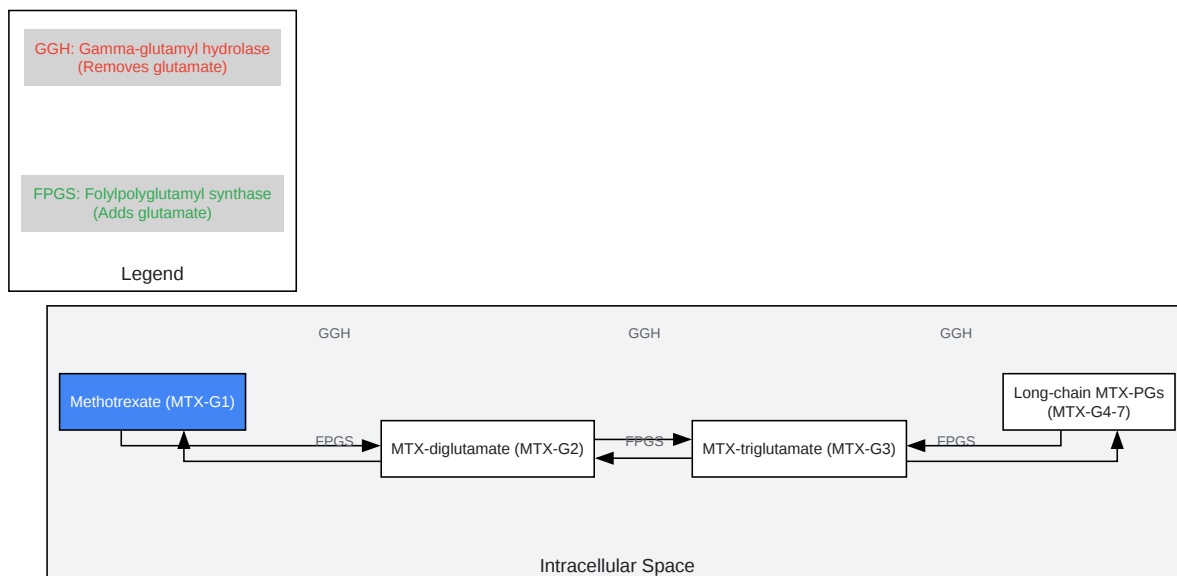 GGH: Gamma-glutamyl hydrolase
(Removes glutamate)
FPGS: Folylpolyglutamyl synthase
(Adds glutamate)
Legend
GGH
GGH
GGH
Methotrexate (MTX-G1)
Long-chain MTX-PGs
(MTX-G4-7)
FPGS
FPGS
FPGS
MTX-diglutamate (MTX-G2)
MTX-triglutamate (MTX-G3)
Intracellular Space